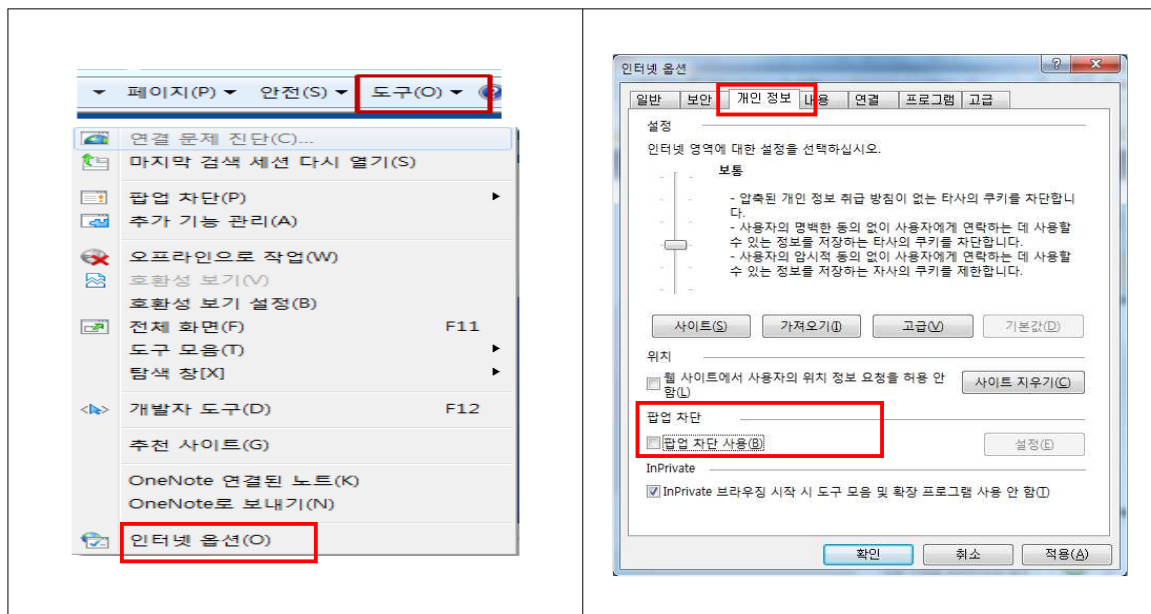 페이지(P) 안전(S) 도구(O)
연결 문제 진단(C)...
마지막 검색 세션 다시 열기(S)
팝업 차단(P)
추가 기능 관리(A)
오프라인으로 작업(W)
호환성 보기(V)
호환성 보기 설정(B)
전체 화면(F) F11
도구 모음(T)
탐색 창[X]
개발자 도구(D) F12
추천 사이트(G)
OneNote 연결된 노트(K)
OneNote로 보내기(N)
인터넷 옵션(O)
인터넷 옵션
일반 보안 개인 정보 내용 연결 프로그램 고급
설정
인터넷 영역에 대한 설정을 선택하십시오.
보통
- 압축된 개인 정보 취급 방침이 없는 타사의 쿠키를 차단합니
다.
- 사용자의 명백한 동의 없이 사용자에게 연락하는 데 사용할
수 있는 정보를 저장하는 타사의 쿠키를 차단합니다.
- 사용자의 암시적 동의 없이 사용자에게 연락하는 데 사용할
수 있는 정보를 저장하는 자사의 쿠키를 제한합니다.
사이트(S) 가져오기(I) 고급(V) 기본값(D)
위치
웹 사이트에서 사용자의 위치 정보 요청을 허용 안
함(L)
사이트 지우기(C)
팝업 차단
팝업 차단 사용(B) 설정(E)
InPrivate
InPrivate 브라우징 시작 시 도구 모음 및 확장 프로그램 사용 안 함(I)
확인 취소 적용(A)